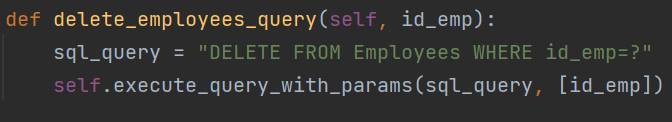 def delete_employees_query(self, id_emp):
    sql_query = "DELETE FROM Employees WHERE id_emp=?"
    self.execute_query_with_params(sql_query, [id_emp])